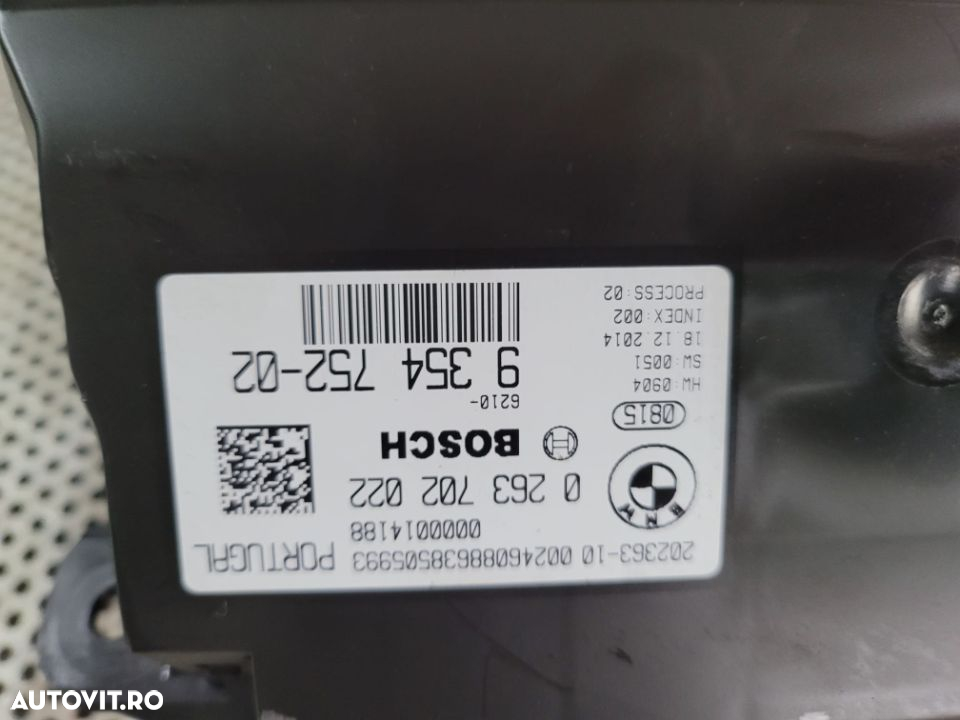 202363-10 00246088638505993 PORTUGAL
0000014188
0 263 702 022
BMW
BOSCH
0815
6210-
9 354 752-02
HW:0904
SW:0051
18.12.2014
INDEX:002
PROCESS:02
AUTOVIT.RO